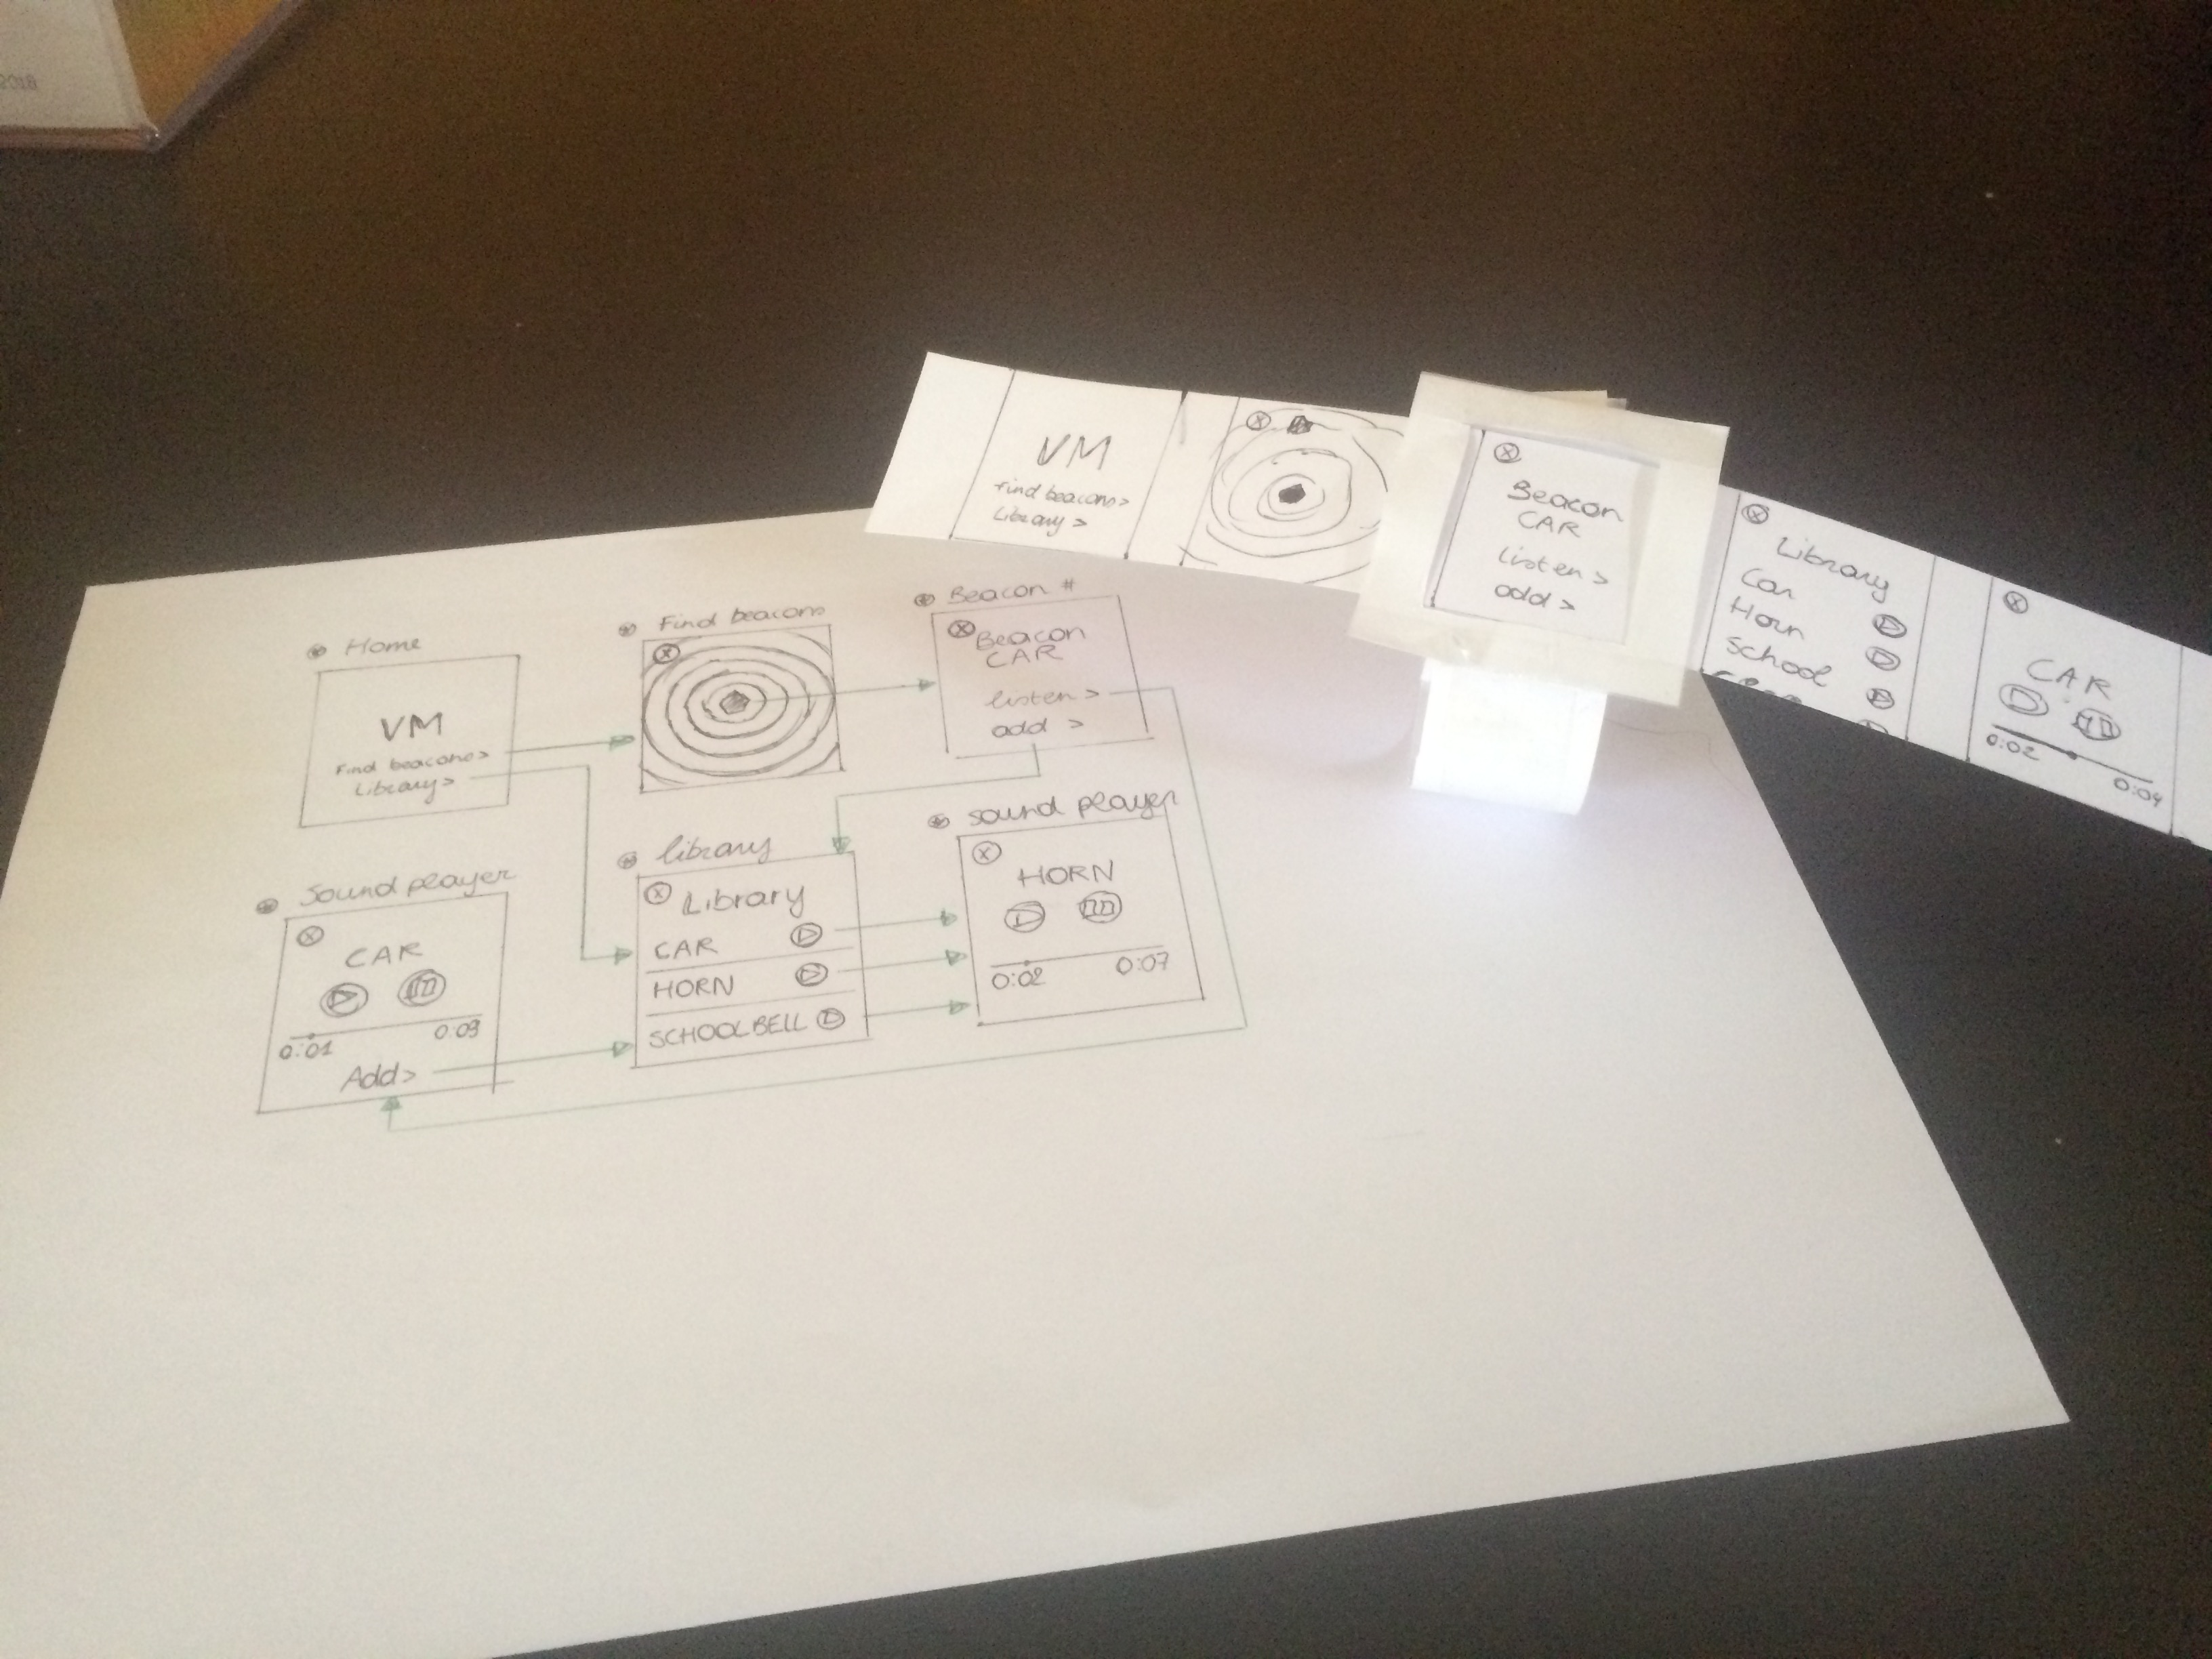 VM
Find beacons>
Library >
Beacon
CAR
listen >
add >
Library
Car
Horn
School
CAR
0:02
0:04
Home
VM
Find beacons>
Library>
Find beacons
Beacon #
Beacon
CAR
listen >
add >
Sound player
CAR
0:01
0:09
Add>
library
Library
CAR
HORN
SCHOOLBELL
sound player
HORN
0:02
0:07